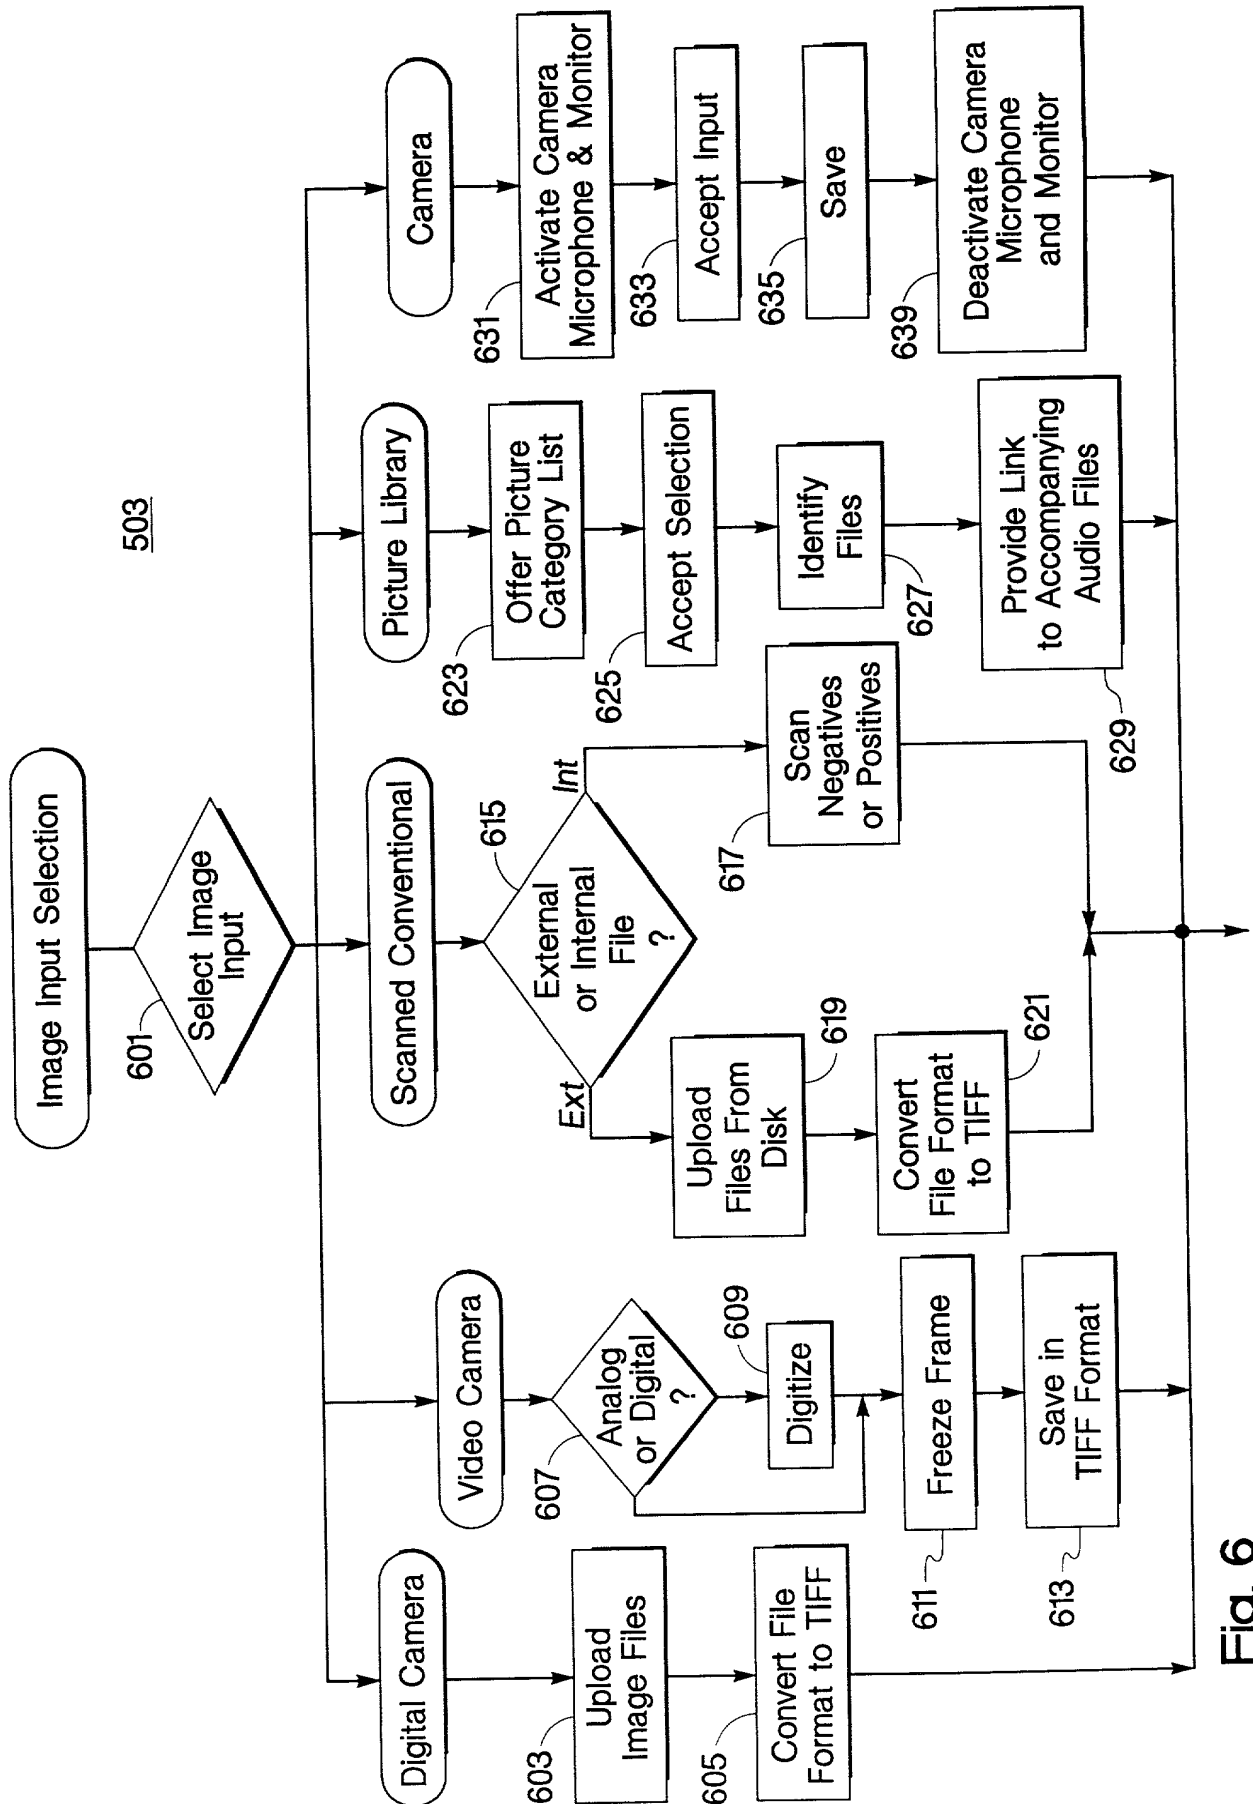 503
Image Input Selection
601
Select Image
Input
Digital Camera
603
Upload
Image Files
605
Convert File
Format to TIFF
Video Camera
607
Analog
or Digital
?
609
Digitize
611
Freeze Frame
613
Save in
TIFF Format
Scanned Conventional
615
External
or Internal
File
?
Ext
Int
Upload
Files From
Disk
619
Convert
File Format
to TIFF
621
617
Scan
Negatives
or Positives
Picture Library
623
Offer Picture
Category List
625
Accept Selection
Identify
Files
627
Provide Link
to Accompanying
Audio Files
629
Camera
631
Activate Camera
Microphone & Monitor
633
Accept Input
635
Save
639
Deactivate Camera
Microphone
and Monitor
Fig. 6